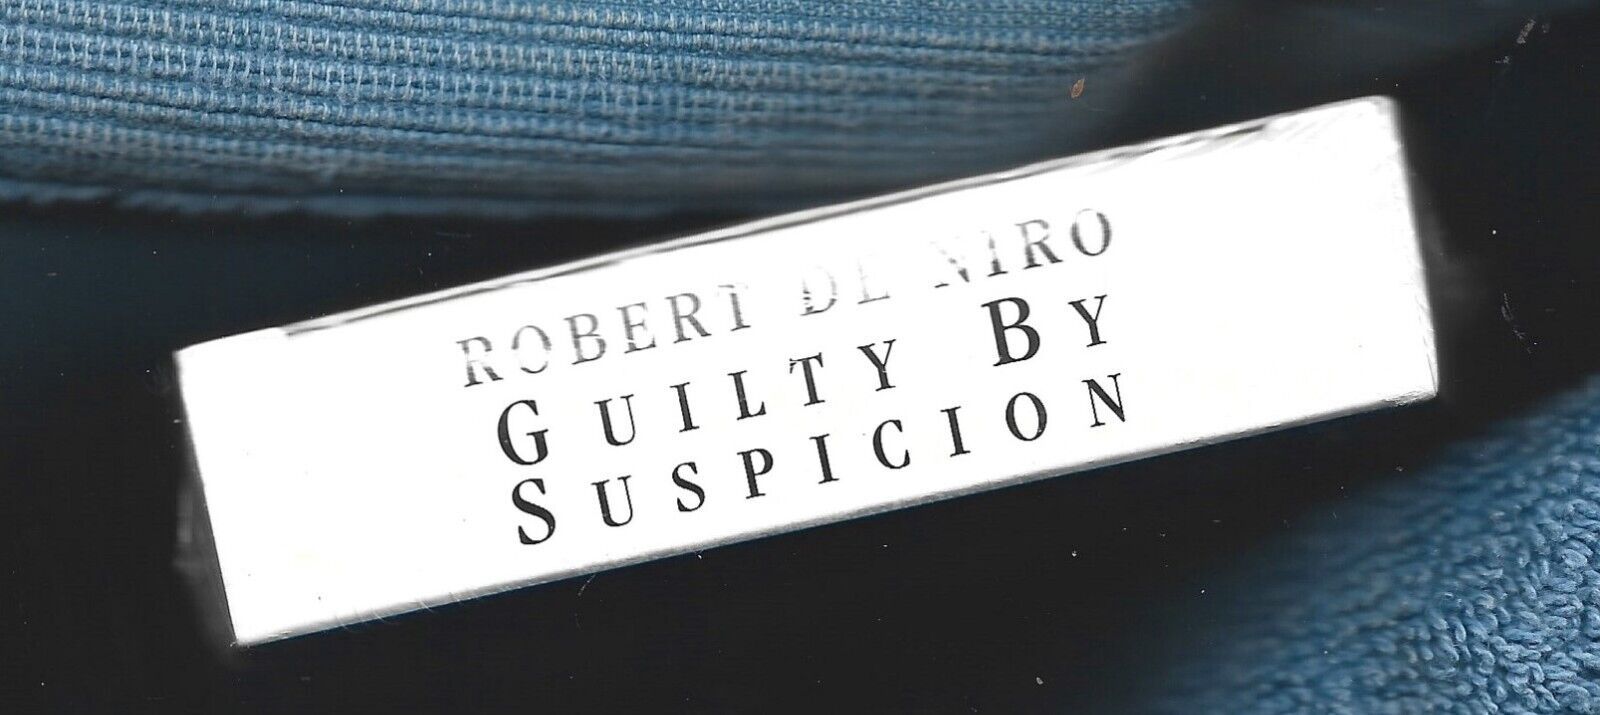 ROBERT DE NIRO
GUILTY BY
SUSPICION